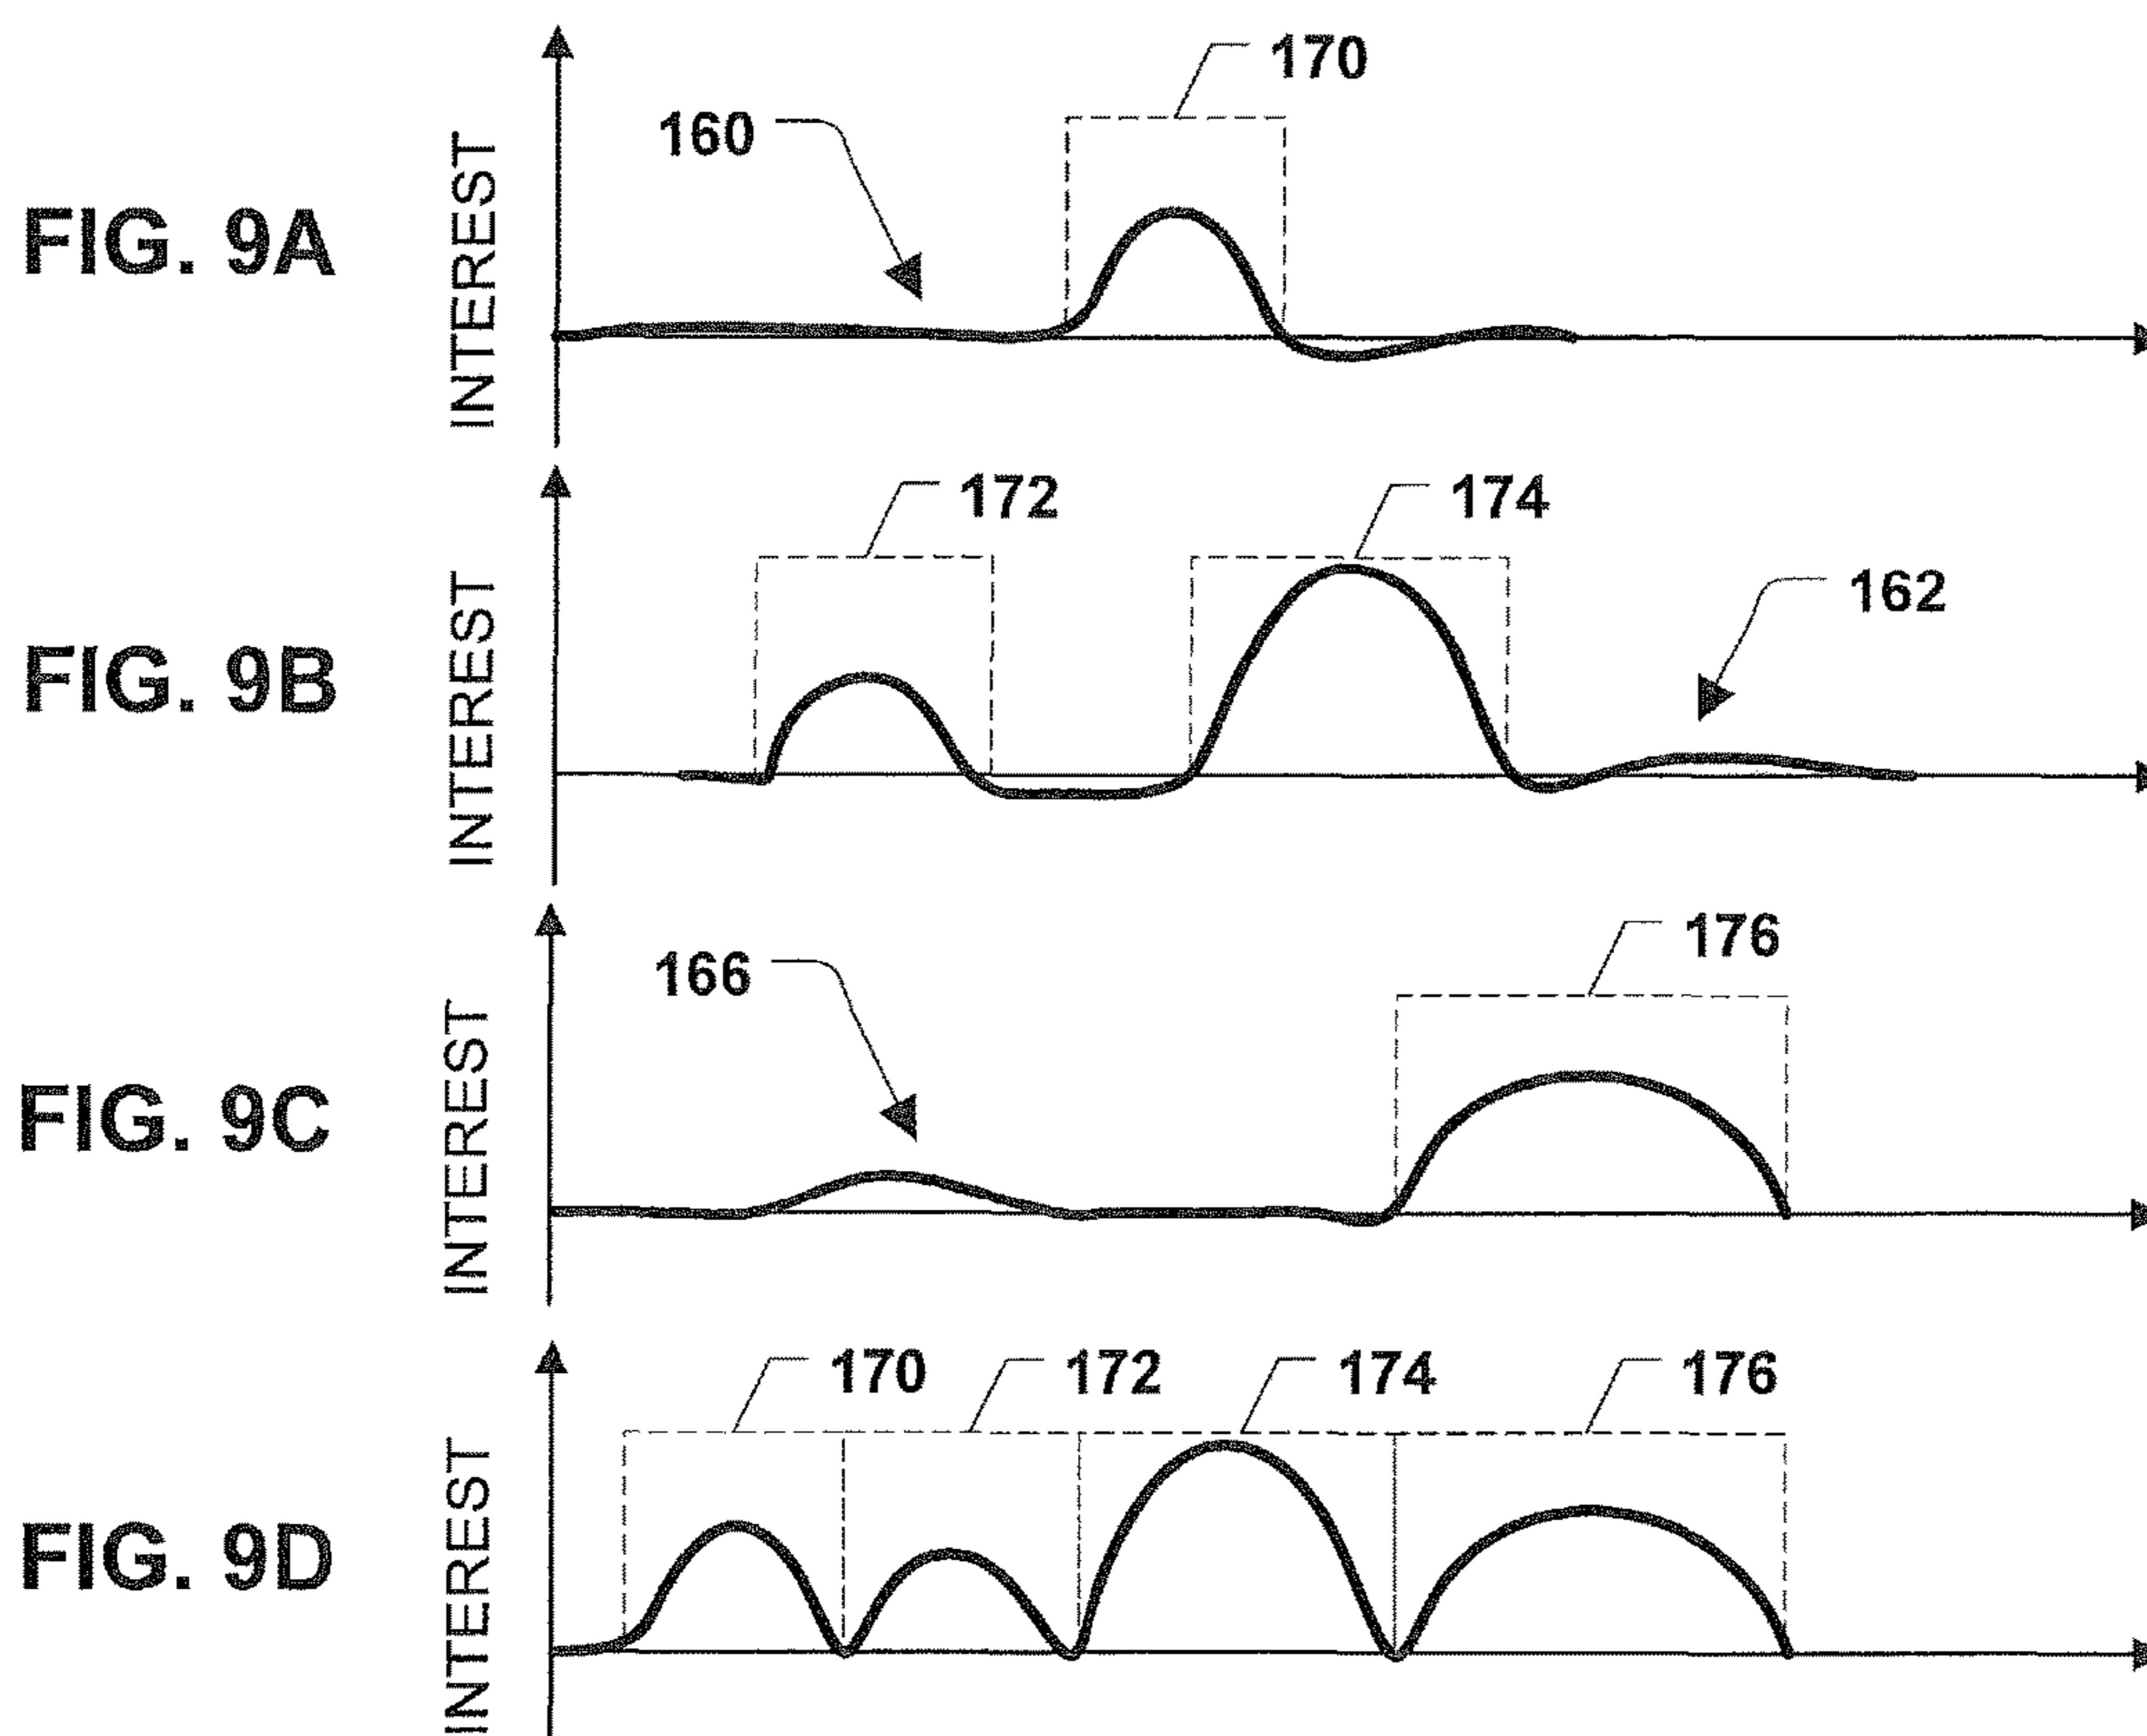 170
160
FIG. 9A
INTEREST
172
174
162
FIG. 9B
INTEREST
176
166
FIG. 9C
INTEREST
170
172
174
176
FIG. 9D
INTEREST